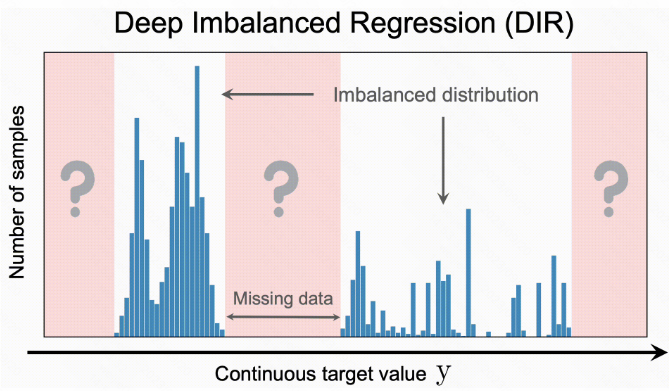 Deep Imbalanced Regression (DIR)
Number of samples
?
?
?
Imbalanced distribution
Missing data
Continuous target value y